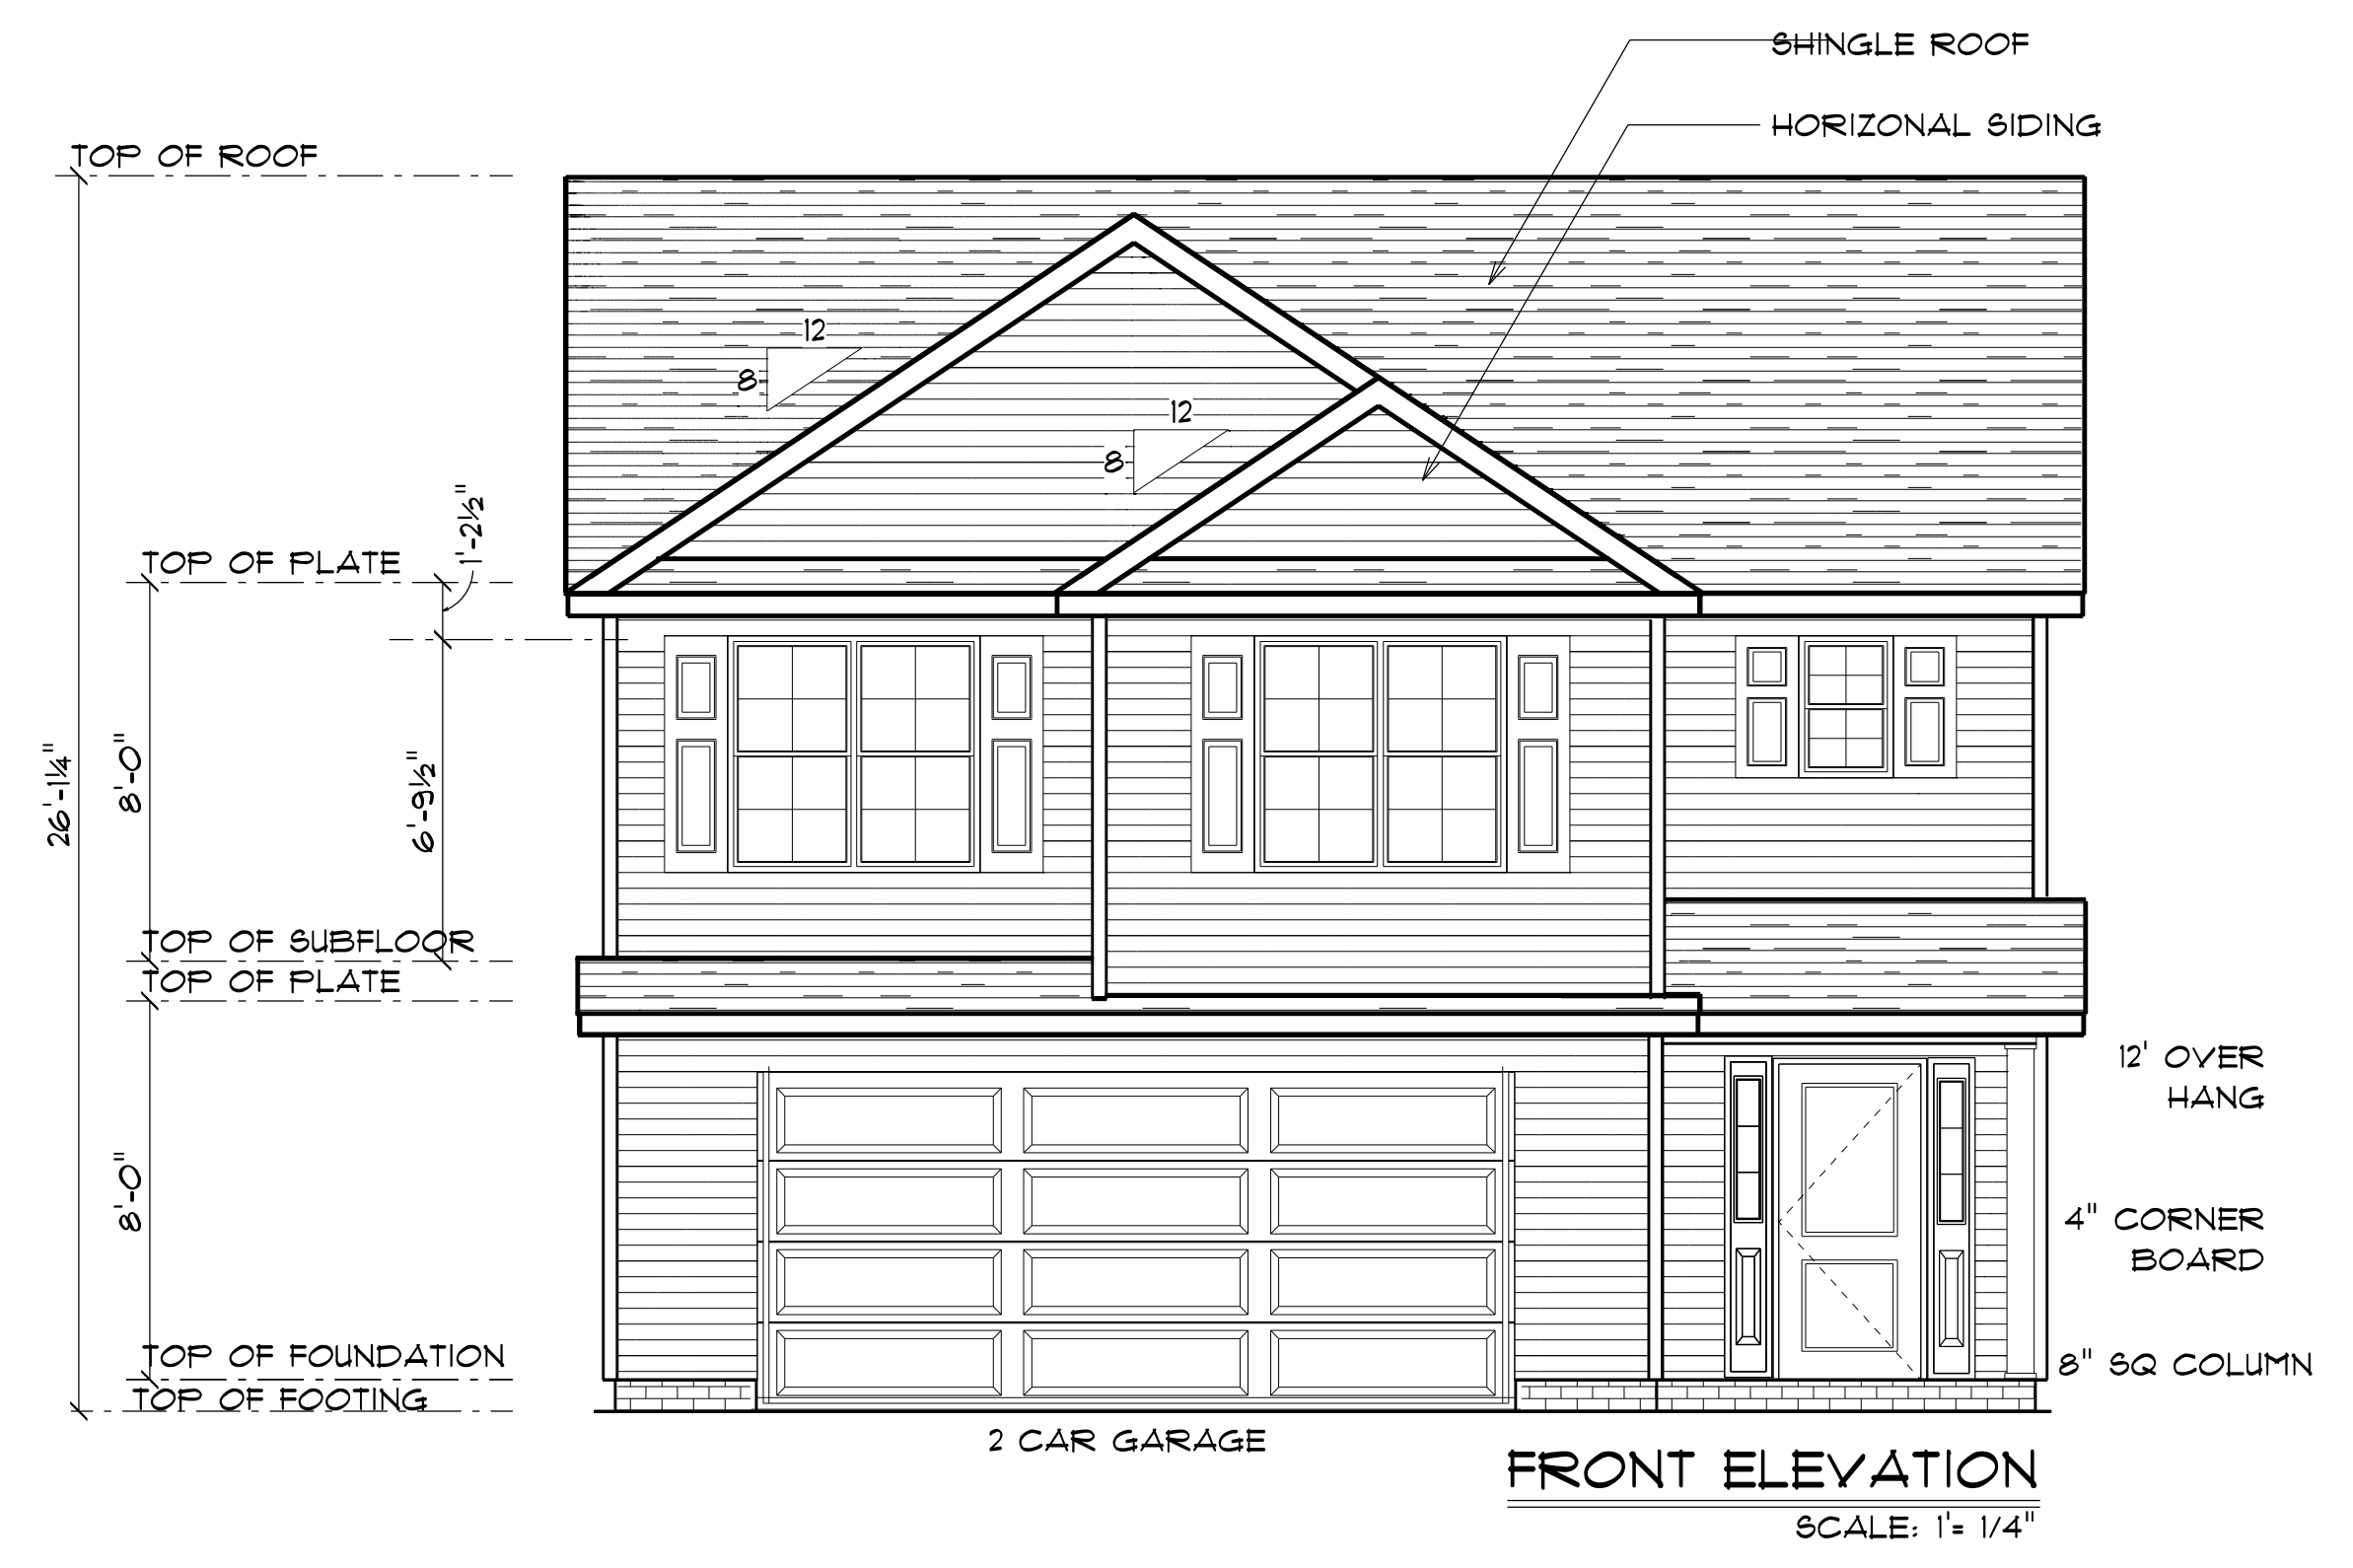 SHINGLE ROOF
HORIZONAL SIDING
TOP OF ROOF
12
8
12
8
1'-2½"
TOP OF PLATE
26'-1¼"
8'-0"
6'-9½"
TOP OF SUBFLOOR
TOP OF PLATE
12' OVER
HANG
8'-0"
4" CORNER
BOARD
TOP OF FOUNDATION
8" SQ COLUMN
TOP OF FOOTING
2 CAR GARAGE
FRONT ELEVATION
SCALE: 1'= 1/4"